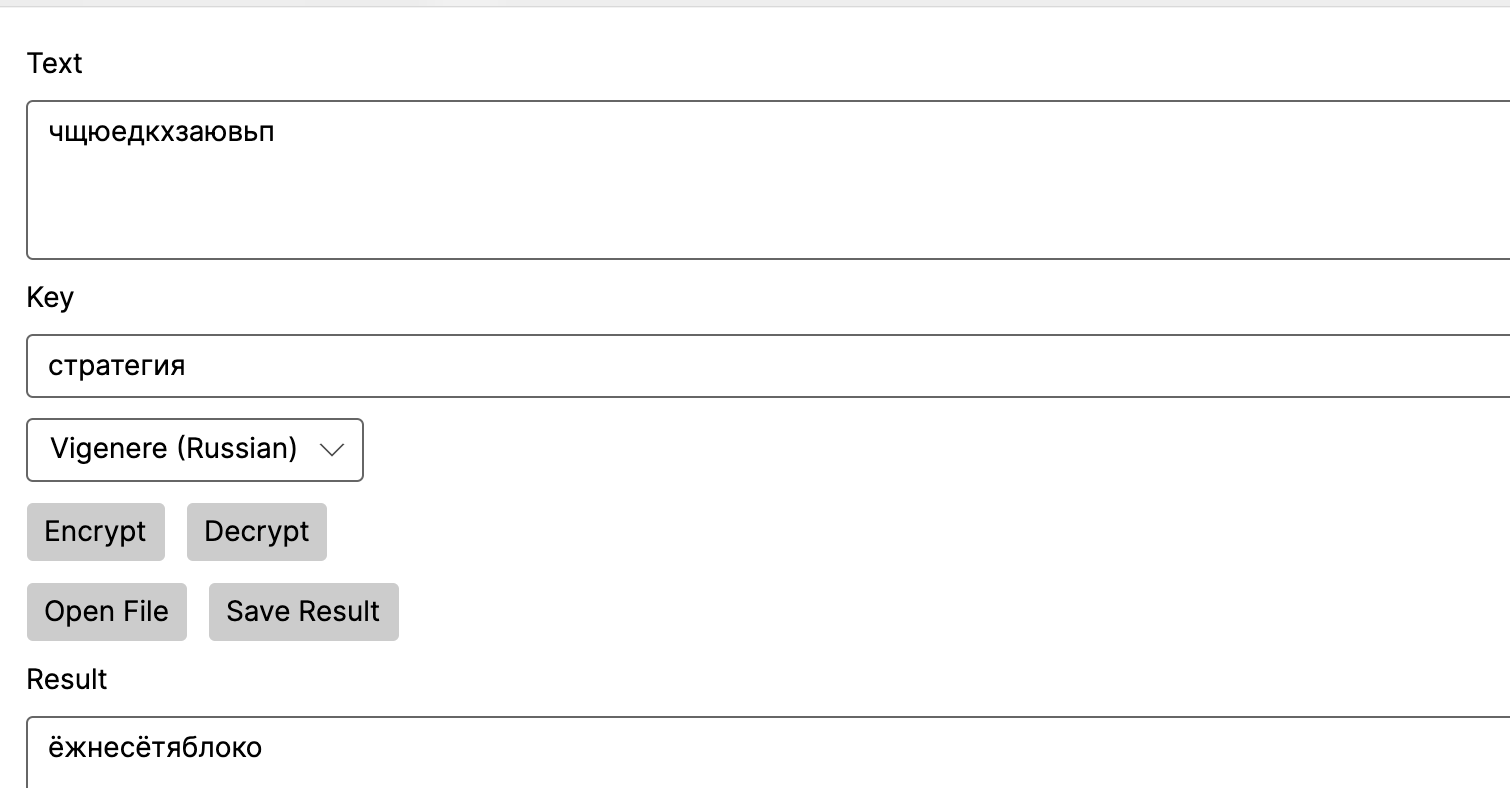 Text
чщюедкхзаювьп
Key
стратегия
Vigenere (Russian)
Encrypt Decrypt
Open File Save Result
Result
ёжнесётяблоко